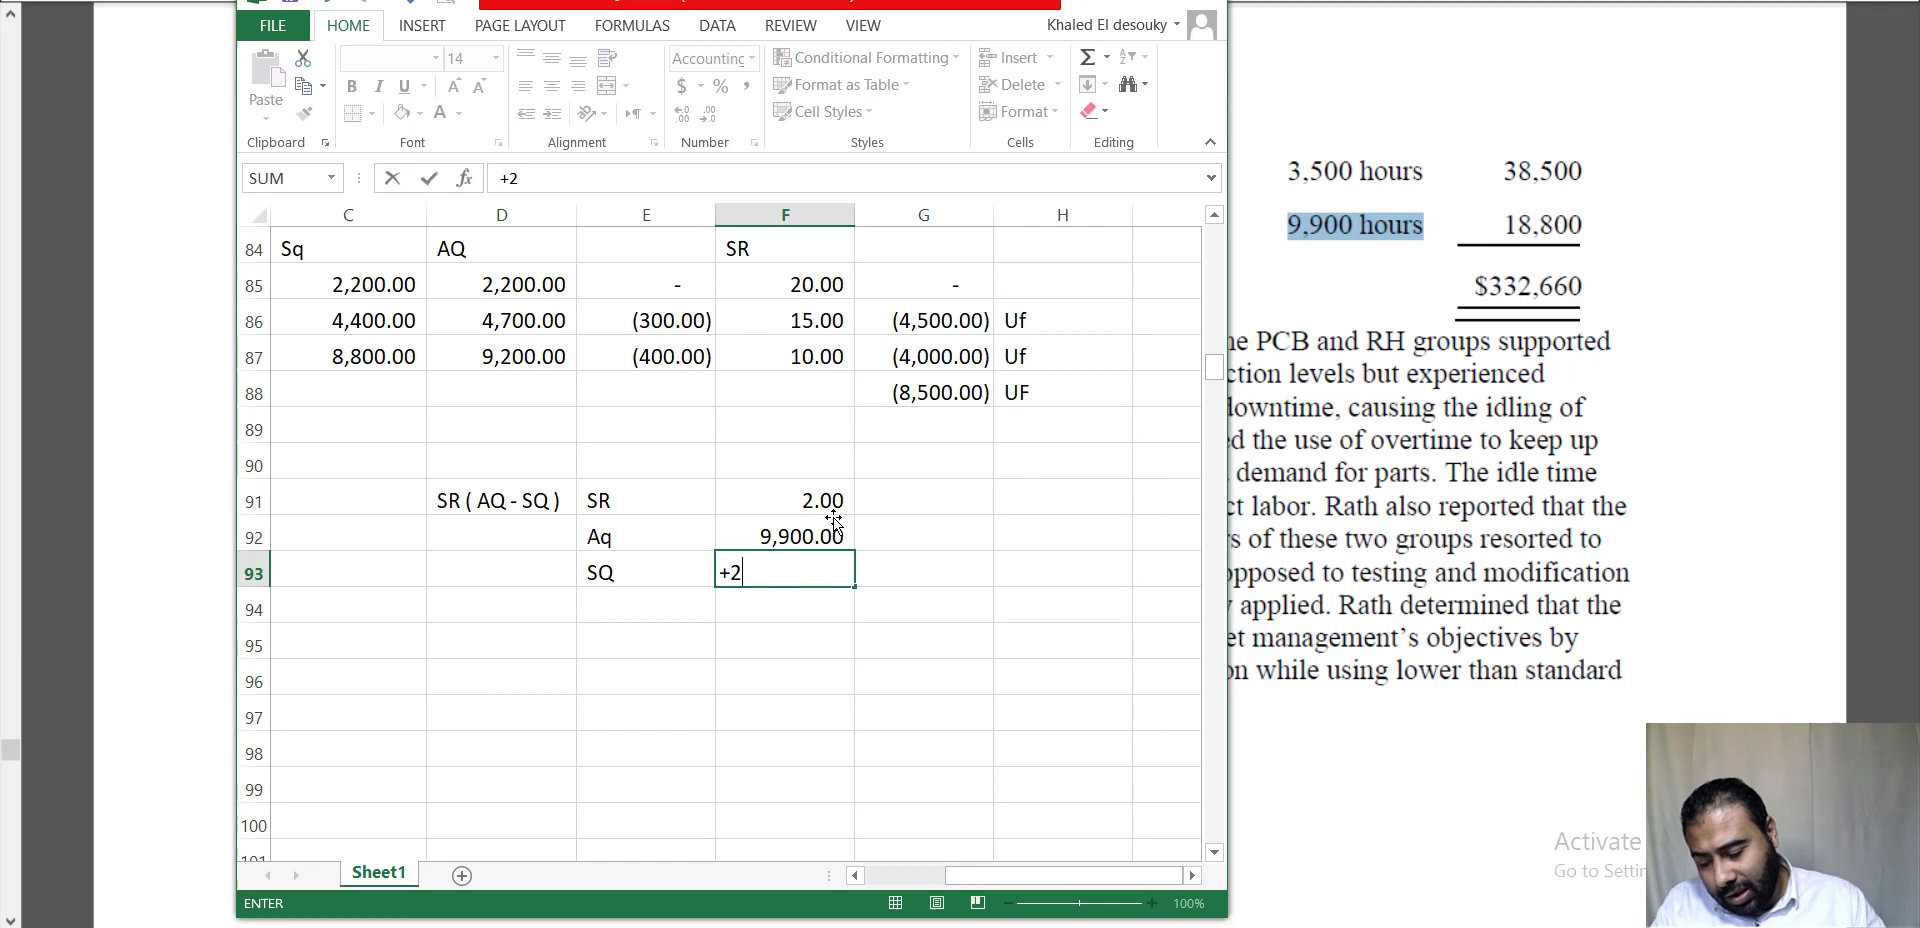 FILE HOME INSERT PAGE LAYOUT FORMULAS DATA REVIEW VIEW Khaled El desouky
Paste
Clipboard
14
B I U A A
A
Font
Alignment
Accounting
$ % ,
Number
Conditional Formatting
Format as Table
Cell Styles
Styles
Insert
Delete
Format
Cells
Σ
Editing
SUM fx +2
C D E F G H
84 Sq AQ SR
85 2,200.00 2,200.00 - 20.00 -
86 4,400.00 4,700.00 (300.00) 15.00 (4,500.00) Uf
87 8,800.00 9,200.00 (400.00) 10.00 (4,000.00) Uf
88 (8,500.00) UF
89
90
91 SR ( AQ - SQ ) SR 2.00
92 Aq 9,900.00
93 SQ +2
94
95
96
97
98
99
100
101
Sheet1
ENTER 100%
3,500 hours 38,500
9,900 hours 18,800
$332,660
he PCB and RH groups supported
ction levels but experienced
downtime, causing the idling of
ed the use of overtime to keep up
demand for parts. The idle time
ct labor. Rath also reported that the
s of these two groups resorted to
opposed to testing and modification
y applied. Rath determined that the
et management's objectives by
on while using lower than standard
Activate
Go to Settin